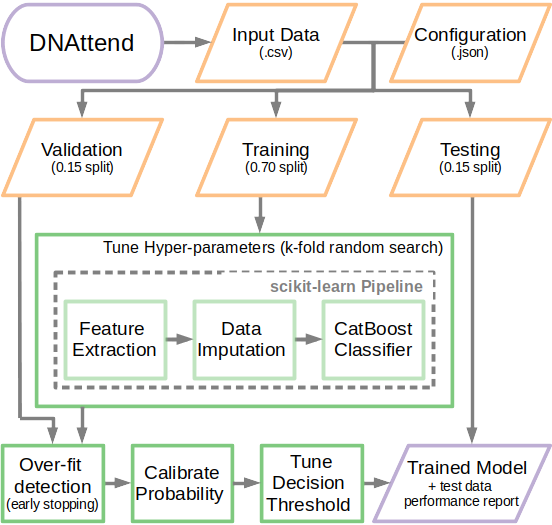 DNAttend
Input Data
(.csv)
Configuration
(.json)
Validation
(0.15 split)
Training
(0.70 split)
Testing
(0.15 split)
Tune Hyper-parameters (k-fold random search)
scikit-learn Pipeline
Feature
Extraction
Data
Imputation
CatBoost
Classifier
Over-fit
detection
(early stopping)
Calibrate
Probability
Tune
Decision
Threshold
Trained Model
+ test data
performance report